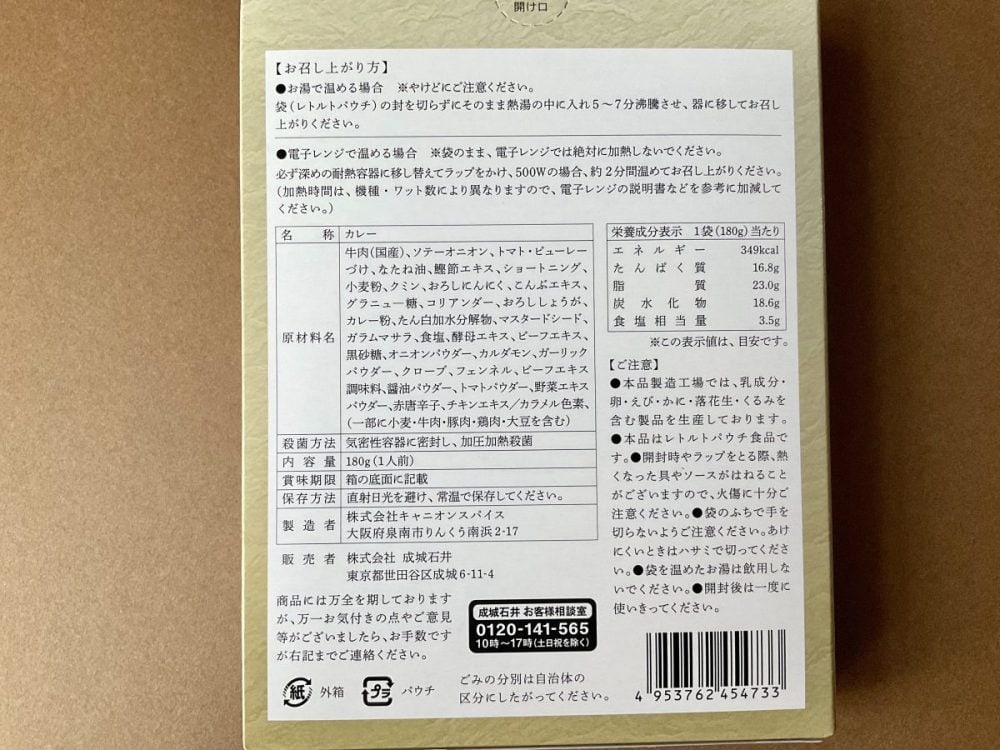 開け口
【お召し上がり方】
●お湯で温める場合　※やけどにご注意ください。
袋（レトルトパウチ）の封を切らずにそのまま熱湯の中に入れ５〜７分沸騰させ、器に移してお召し
上がりください。
●電子レンジで温める場合　※袋のまま、電子レンジでは絶対に加熱しないでください。
必ず深めの耐熱容器に移し替えてラップをかけ、500Wの場合、約２分間温めてお召し上がりください。
（加熱時間は、機種・ワット数により異なりますので、電子レンジの説明書などを参考に加減して
ください。）
名称　カレー
原材料名
牛肉（国産）、ソテーオニオン、トマト・ピューレー
づけ、なたね油、鰹節エキス、ショートニング、
小麦粉、クミン、おろしにんにく、こんぶエキス、
グラニュー糖、コリアンダー、おろししょうが、
カレー粉、たん白加水分解物、マスタードシード、
ガラムマサラ、食塩、酵母エキス、ビーフエキス、
黒砂糖、オニオンパウダー、カルダモン、ガーリック
パウダー、クローブ、フェンネル、ビーフエキス
調味料、醤油パウダー、トマトパウダー、野菜エキス
パウダー、赤唐辛子、チキンエキス／カラメル色素、
（一部に小麦・牛肉・豚肉・鶏肉・大豆を含む）
殺菌方法　気密性容器に密封し、加圧加熱殺菌
内容量　180g（1人前）
賞味期限　箱の底面に記載
保存方法　直射日光を避け、常温で保存してください。
製造者　株式会社キャニオンスパイス
大阪府泉南市りんくう南浜2-17
販売者　株式会社 成城石井
東京都世田谷区成城6-11-4
商品には万全を期しておりますが
が、万一お気付きの点やご意見
等がございましたら、お手数です
が右記までご連絡ください。
成城石井 お客様相談室
0120-141-565
10時〜17時（土日祝を除く）
紙　外箱
プラ　パウチ
ごみの分別は自治体の
区分にしたがってください。
栄養成分表示　1袋（180g）当たり
エネルギー　349kcal
たんぱく質　16.8g
脂質　23.0g
炭水化物　18.6g
食塩相当量　3.5g
※この表示値は、目安です。
【ご注意】
●本品製造工場では、乳成分・
卵・えび・かに・落花生・くるみを
含む製品を生産しております。
●本品はレトルトパウチ食品で
す。●開封時やラップをとる際、熱
くなった具やソースがはねること
がございますので、火傷に十分ご
注意ください。●袋のふちで手を
切らないようご注意ください。あけ
にくいときはハサミで切ってくださ
い。●袋を温めたお湯は飲用しな
いでください。●開封後は一度に
使いきってください。
4 953762 454733